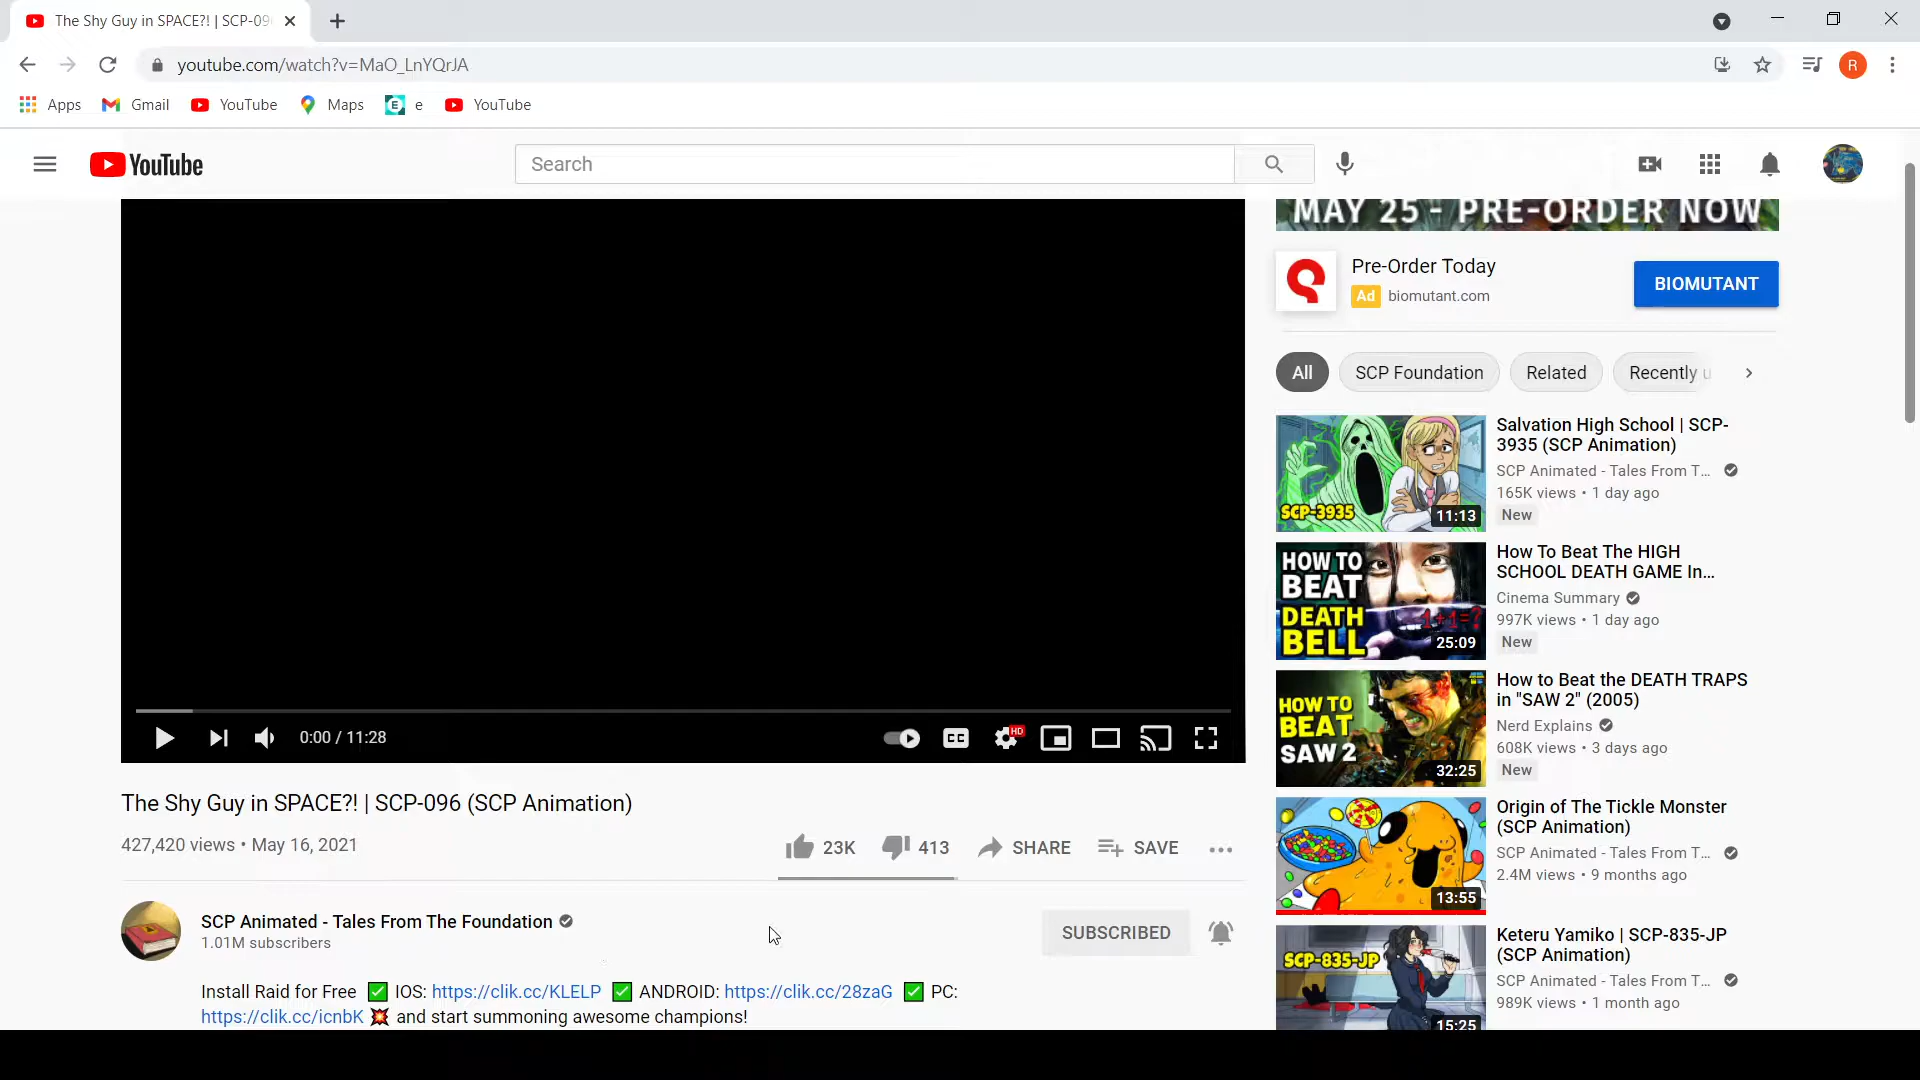 The Shy Guy in SPACE?! | SCP-09
youtube.com/watch?v=MaO_LnYQrJA
R
Apps
Gmail
YouTube
Maps
e
YouTube
YouTube
Search
MAY 25 - PRE-ORDER NOW
Pre-Order Today
Ad biomutant.com
BIOMUTANT
All
SCP Foundation
Related
Recently u
SCP-3935
11:13
Salvation High School | SCP-
3935 (SCP Animation)
SCP Animated - Tales From T...
165K views • 1 day ago
New
HOW TO
BEAT
DEATH
BELL
1+1=?
25:09
How To Beat The HIGH
SCHOOL DEATH GAME In...
Cinema Summary
997K views • 1 day ago
New
HOW TO
BEAT
SAW 2
32:25
How to Beat the DEATH TRAPS
in "SAW 2" (2005)
Nerd Explains
608K views • 3 days ago
New
13:55
Origin of The Tickle Monster
(SCP Animation)
SCP Animated - Tales From T...
2.4M views • 9 months ago
SCP-835-JP
15:25
Keteru Yamiko | SCP-835-JP
(SCP Animation)
SCP Animated - Tales From T...
989K views • 1 month ago
0:00 / 11:28
CC
HD
The Shy Guy in SPACE?! | SCP-096 (SCP Animation)
427,420 views • May 16, 2021
23K
413
SHARE
SAVE
SCP Animated - Tales From The Foundation
1.01M subscribers
SUBSCRIBED
Install Raid for Free ✅ IOS: https://clik.cc/KLELP ✅ ANDROID: https://clik.cc/28zaG ✅ PC:
https://clik.cc/icnbK 💥 and start summoning awesome champions!